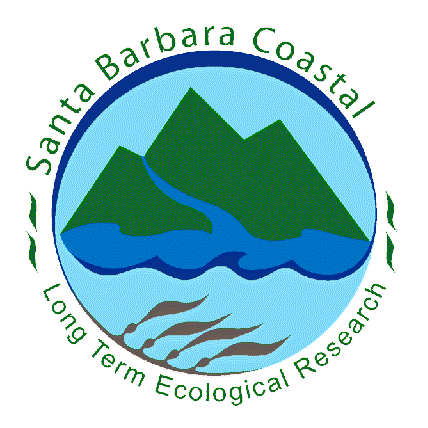 Santa Barbara Coastal
Long Term Ecological Research